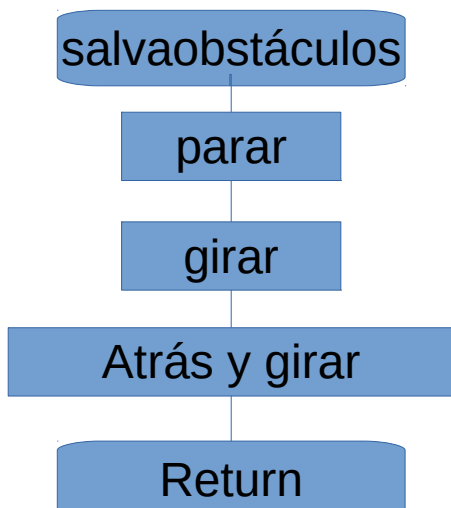 salvaobstáculos
parar
girar
Atrás y girar
Return